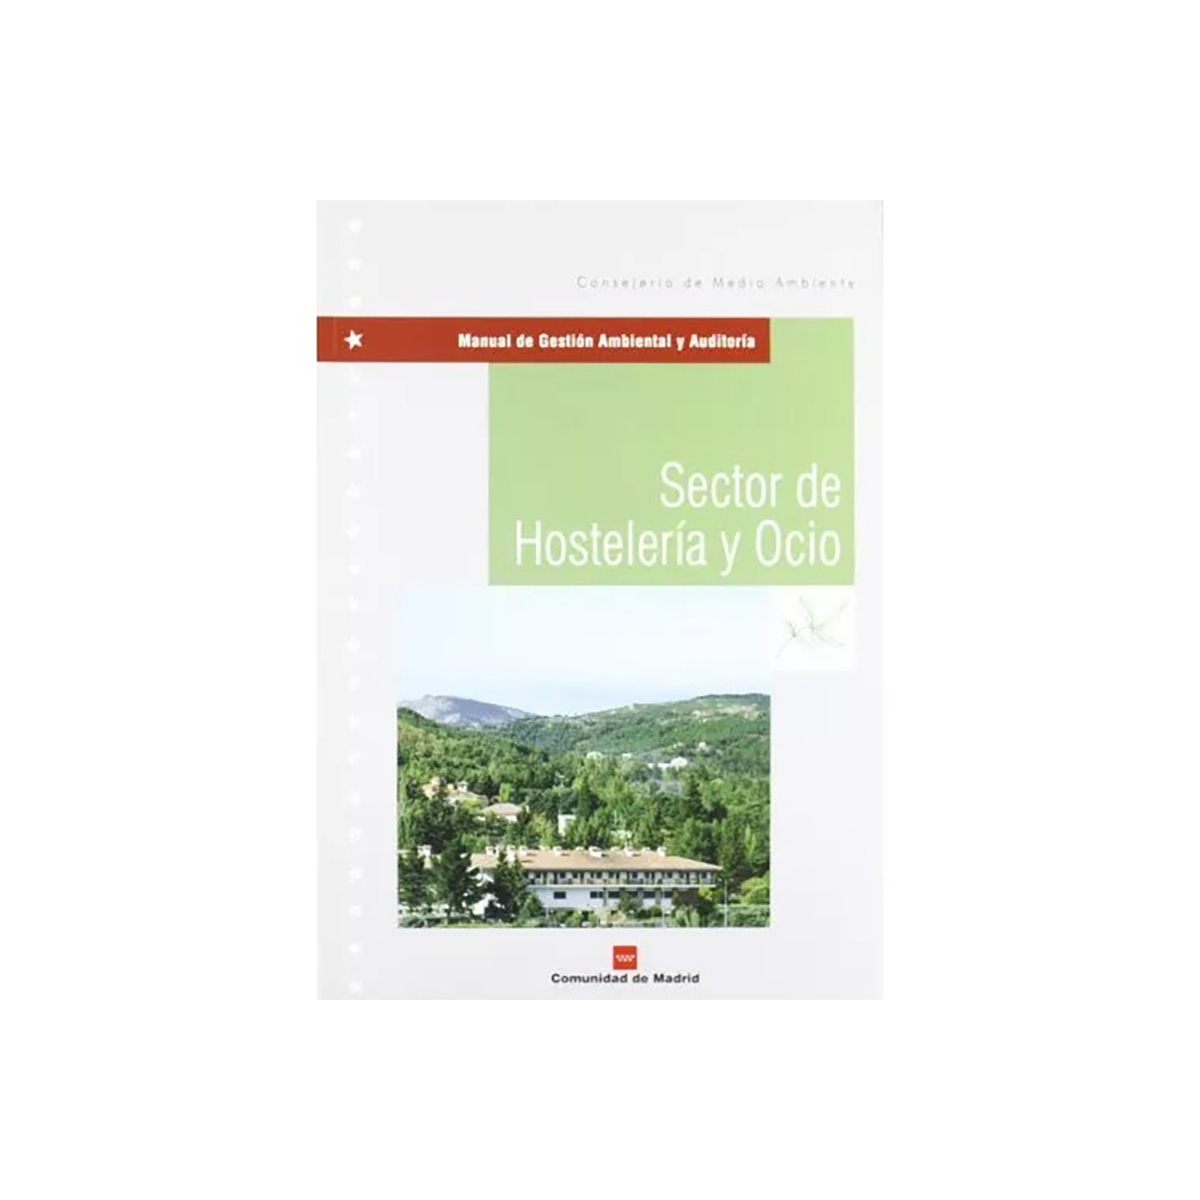 Consejería de Medio Ambiente
Manual de Gestión Ambiental y Auditoría
Sector de
Hostelería y Ocio
Comunidad de Madrid